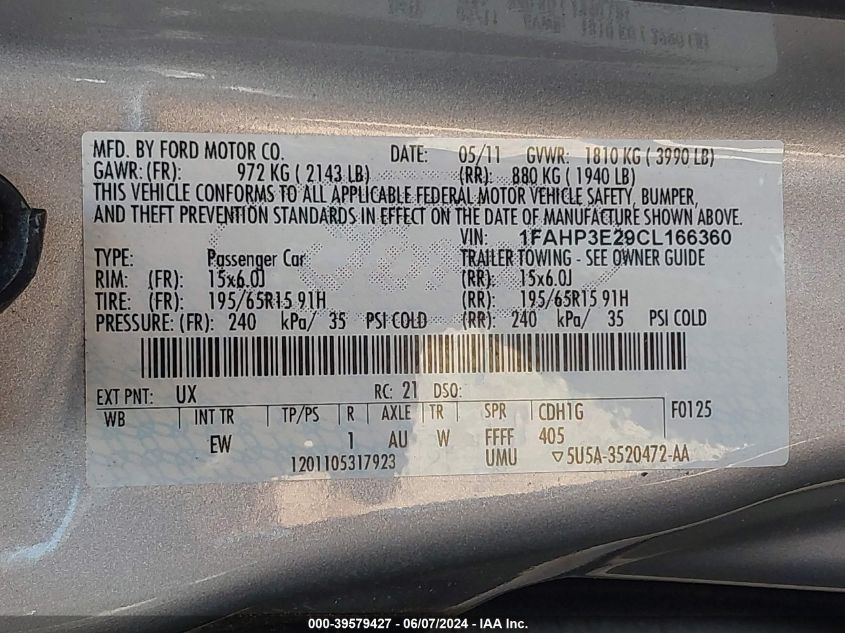 MFD. BY FORD MOTOR CO. DATE: 05/11 GVWR: 1810 KG ( 3990 LB)
GAWR: (FR): 972 KG ( 2143 LB) (RR): 880 KG ( 1940 LB)
THIS VEHICLE CONFORMS TO ALL APPLICABLE FEDERAL MOTOR VEHICLE SAFETY, BUMPER,
AND THEFT PREVENTION STANDARDS IN EFFECT ON THE DATE OF MANUFACTURE SHOWN ABOVE.
VIN: 1FAHP3E29CL166360
TYPE: Passenger Car TRAILER TOWING - SEE OWNER GUIDE
RIM: (FR): 15x6.0J (RR): 15x6.0J
TIRE: (FR): 195/65R15 91H (RR): 195/65R15 91H
PRESSURE: (FR): 240 kPa/ 35 PSI COLD (RR): 240 kPa/ 35 PSI COLD
EXT PNT: UX RC: 21 DSO:
WB INT TR TP/PS R AXLE TR SPR CDH1G F0125
EW 1 AU W FFFF 405
1201105317923 UMU ▽5U5A-3520472-AA
000-39579427 - 06/07/2024 - IAA Inc.